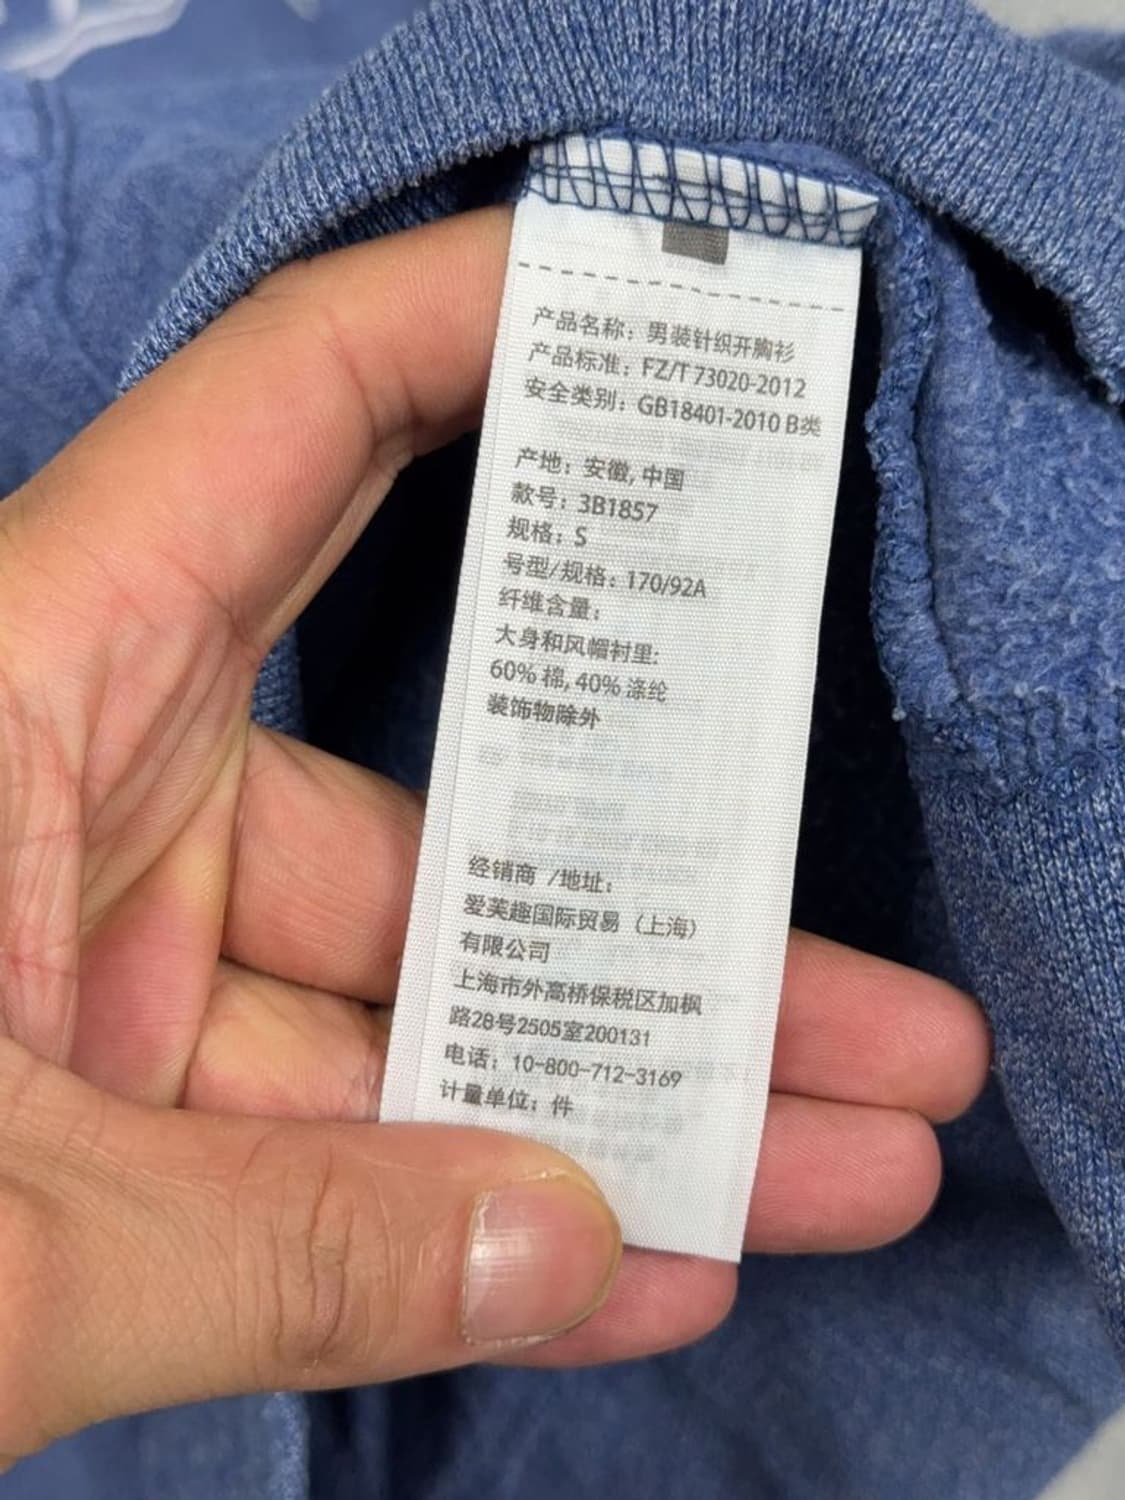 产品名称：男装针织开胸衫
产品标准：FZ/T 73020-2012
安全类别：GB18401-2010 B类
产地：安徽, 中国
款号：3B1857
规格：S
号型/规格：170/92A
纤维含量：
大身和风帽衬里:
60% 棉, 40% 涤纶
装饰物除外
经销商 /地址：
爱芙趣国际贸易（上海）
有限公司
上海市外高桥保税区加枫
路28号2505室200131
电话：10-800-712-3169
计量单位：件